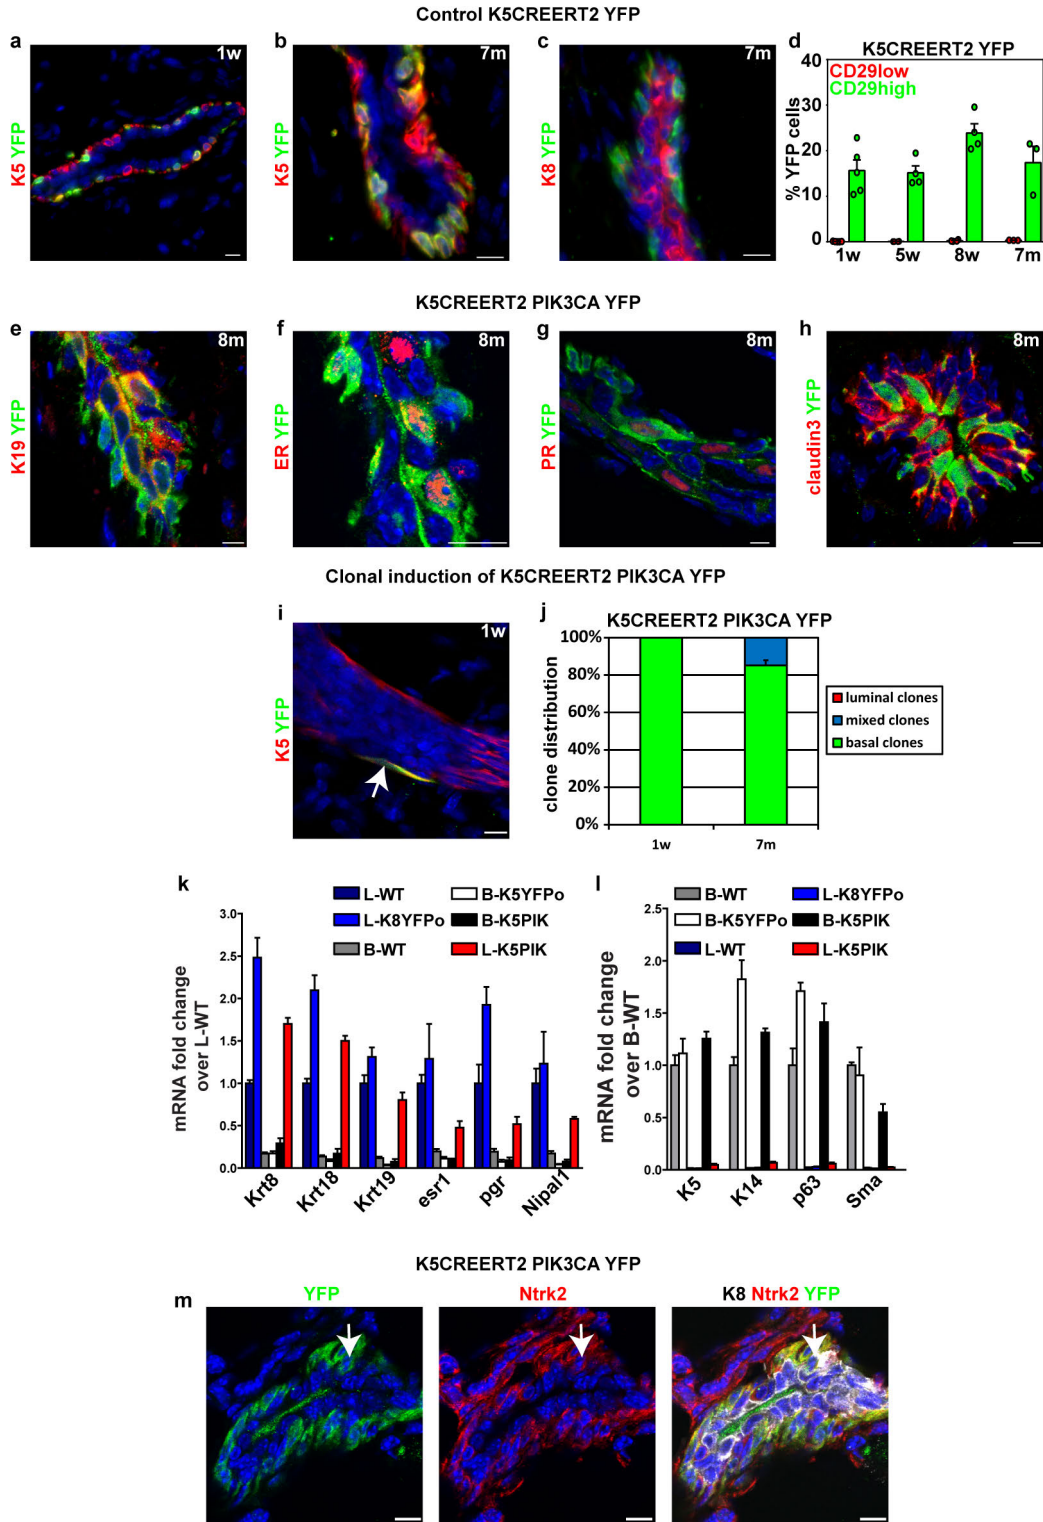 Control K5CREERT2 YFP
a
1w
K5 YFP
b
7m
K5 YFP
c
7m
K8 YFP
d
K5CREERT2 YFP
CD29low
CD29high
% YFP cells
40
30
20
10
0
1w 5w 8w 7m
K5CREERT2 PIK3CA YFP
e
8m
K19 YFP
f
8m
ER YFP
g
8m
PR YFP
h
8m
claudin3 YFP
Clonal induction of K5CREERT2 PIK3CA YFP
i
1w
K5 YFP
j
K5CREERT2 PIK3CA YFP
clone distribution
100%
80%
60%
40%
20%
0%
1w 7m
luminal clones
mixed clones
basal clones
k
L-WT
L-K8YFPo
B-WT
B-K5YFPo
B-K5PIK
L-K5PIK
mRNA fold change
over L-WT
3.0
2.5
2.0
1.5
1.0
0.5
0.0
Krt8 Krt18 Krt19 esr1 pgr Nipal1
l
B-WT
B-K5YFPo
L-WT
L-K8YFPo
B-K5PIK
L-K5PIK
mRNA fold change
over B-WT
2.5
2.0
1.5
1.0
0.5
0.0
K5 K14 p63 Sma
K5CREERT2 PIK3CA YFP
m
YFP
Ntrk2
K8 Ntrk2 YFP